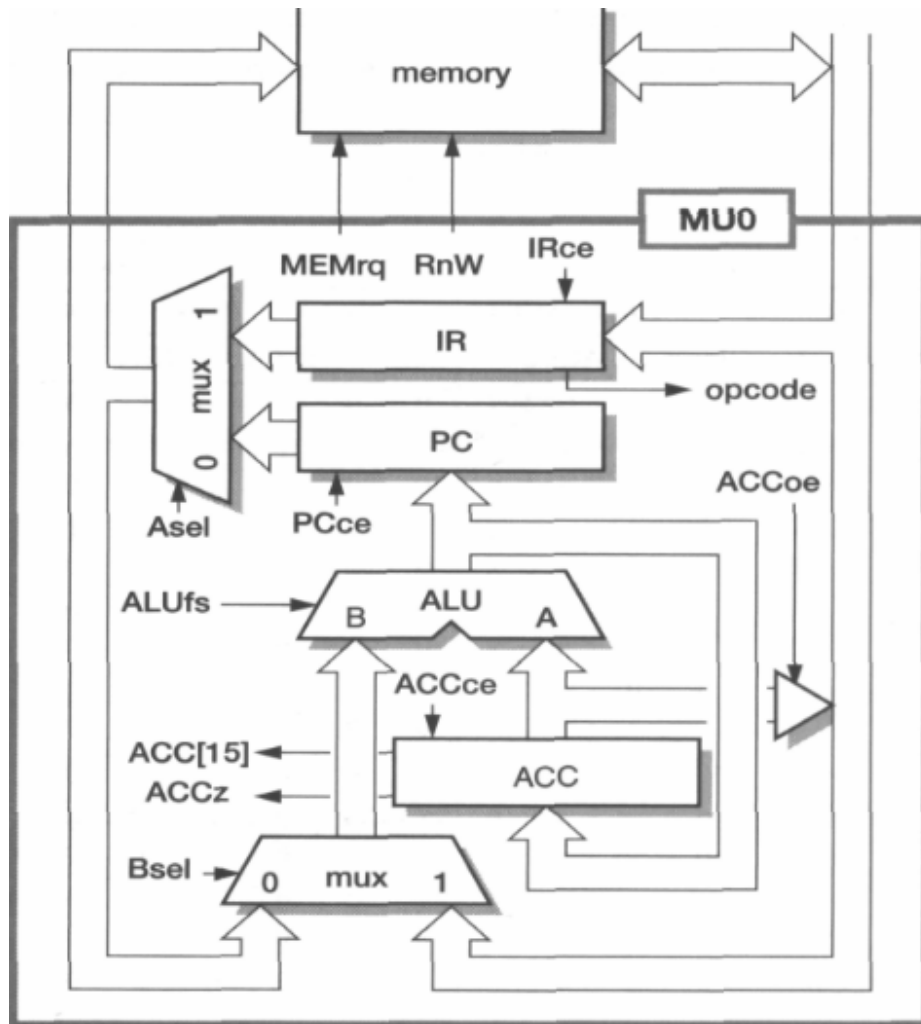 memory
MU0
MEMrq RnW IRce
1
mux
0
IR
opcode
PC
Asel
PCce
ACCoe
ALUfs
B ALU A
ACCce
ACC[15]
ACC
ACCz
Bsel
0 mux 1